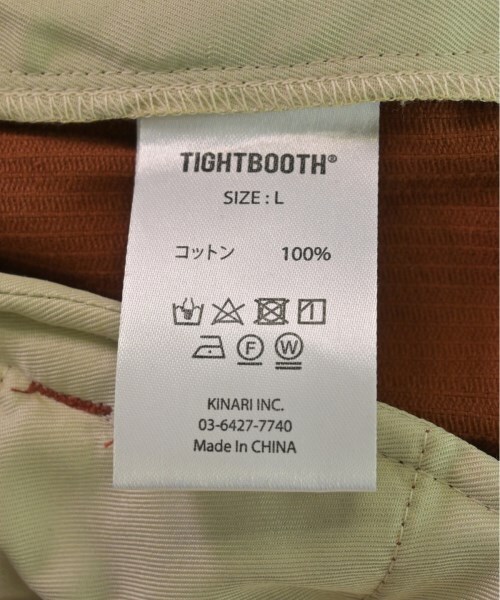 TIGHTBOOTH®
SIZE : L
コットン 100%
F W
KINARI INC.
03-6427-7740
Made In CHINA